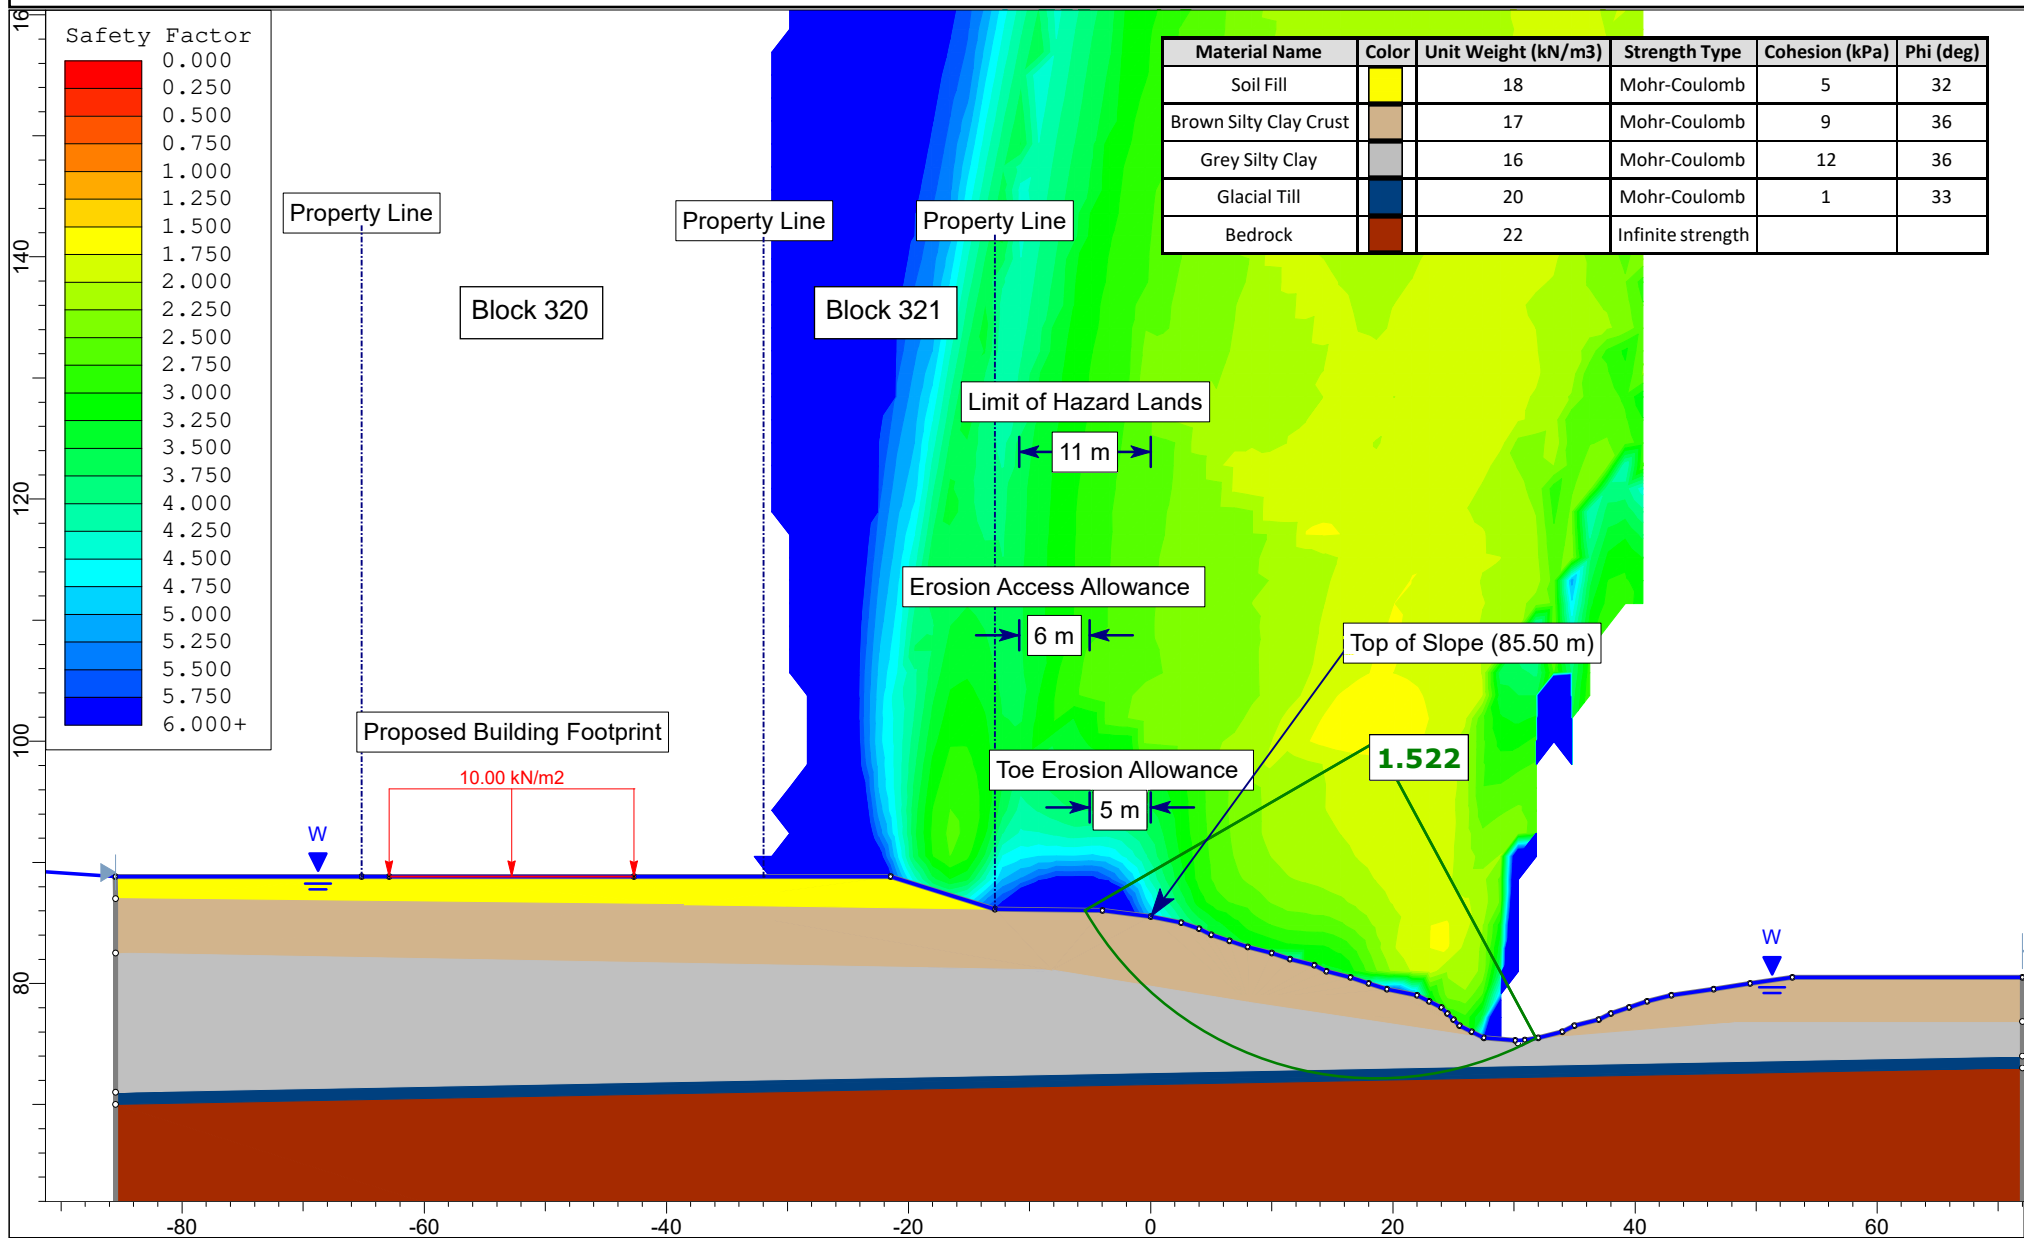 Safety Factor
0.000
0.250
0.500
0.750
1.000
1.250
1.500
1.750
2.000
2.250
2.500
2.750
3.000
3.250
3.500
3.750
4.000
4.250
4.500
4.750
5.000
5.250
5.500
5.750
6.000+
Material Name Color Unit Weight (kN/m3) Strength Type Cohesion (kPa) Phi (deg)
Soil Fill 18 Mohr-Coulomb 5 32
Brown Silty Clay Crust 17 Mohr-Coulomb 9 36
Grey Silty Clay 16 Mohr-Coulomb 12 36
Glacial Till 20 Mohr-Coulomb 1 33
Bedrock 22 Infinite strength
Property Line
Property Line
Property Line
Block 320
Block 321
Limit of Hazard Lands
11 m
Erosion Access Allowance
6 m
Top of Slope (85.50 m)
Proposed Building Footprint
10.00 kN/m2
Toe Erosion Allowance
5 m
1.522
W
W
160
140
120
100
80
-80 -60 -40 -20 0 20 40 60